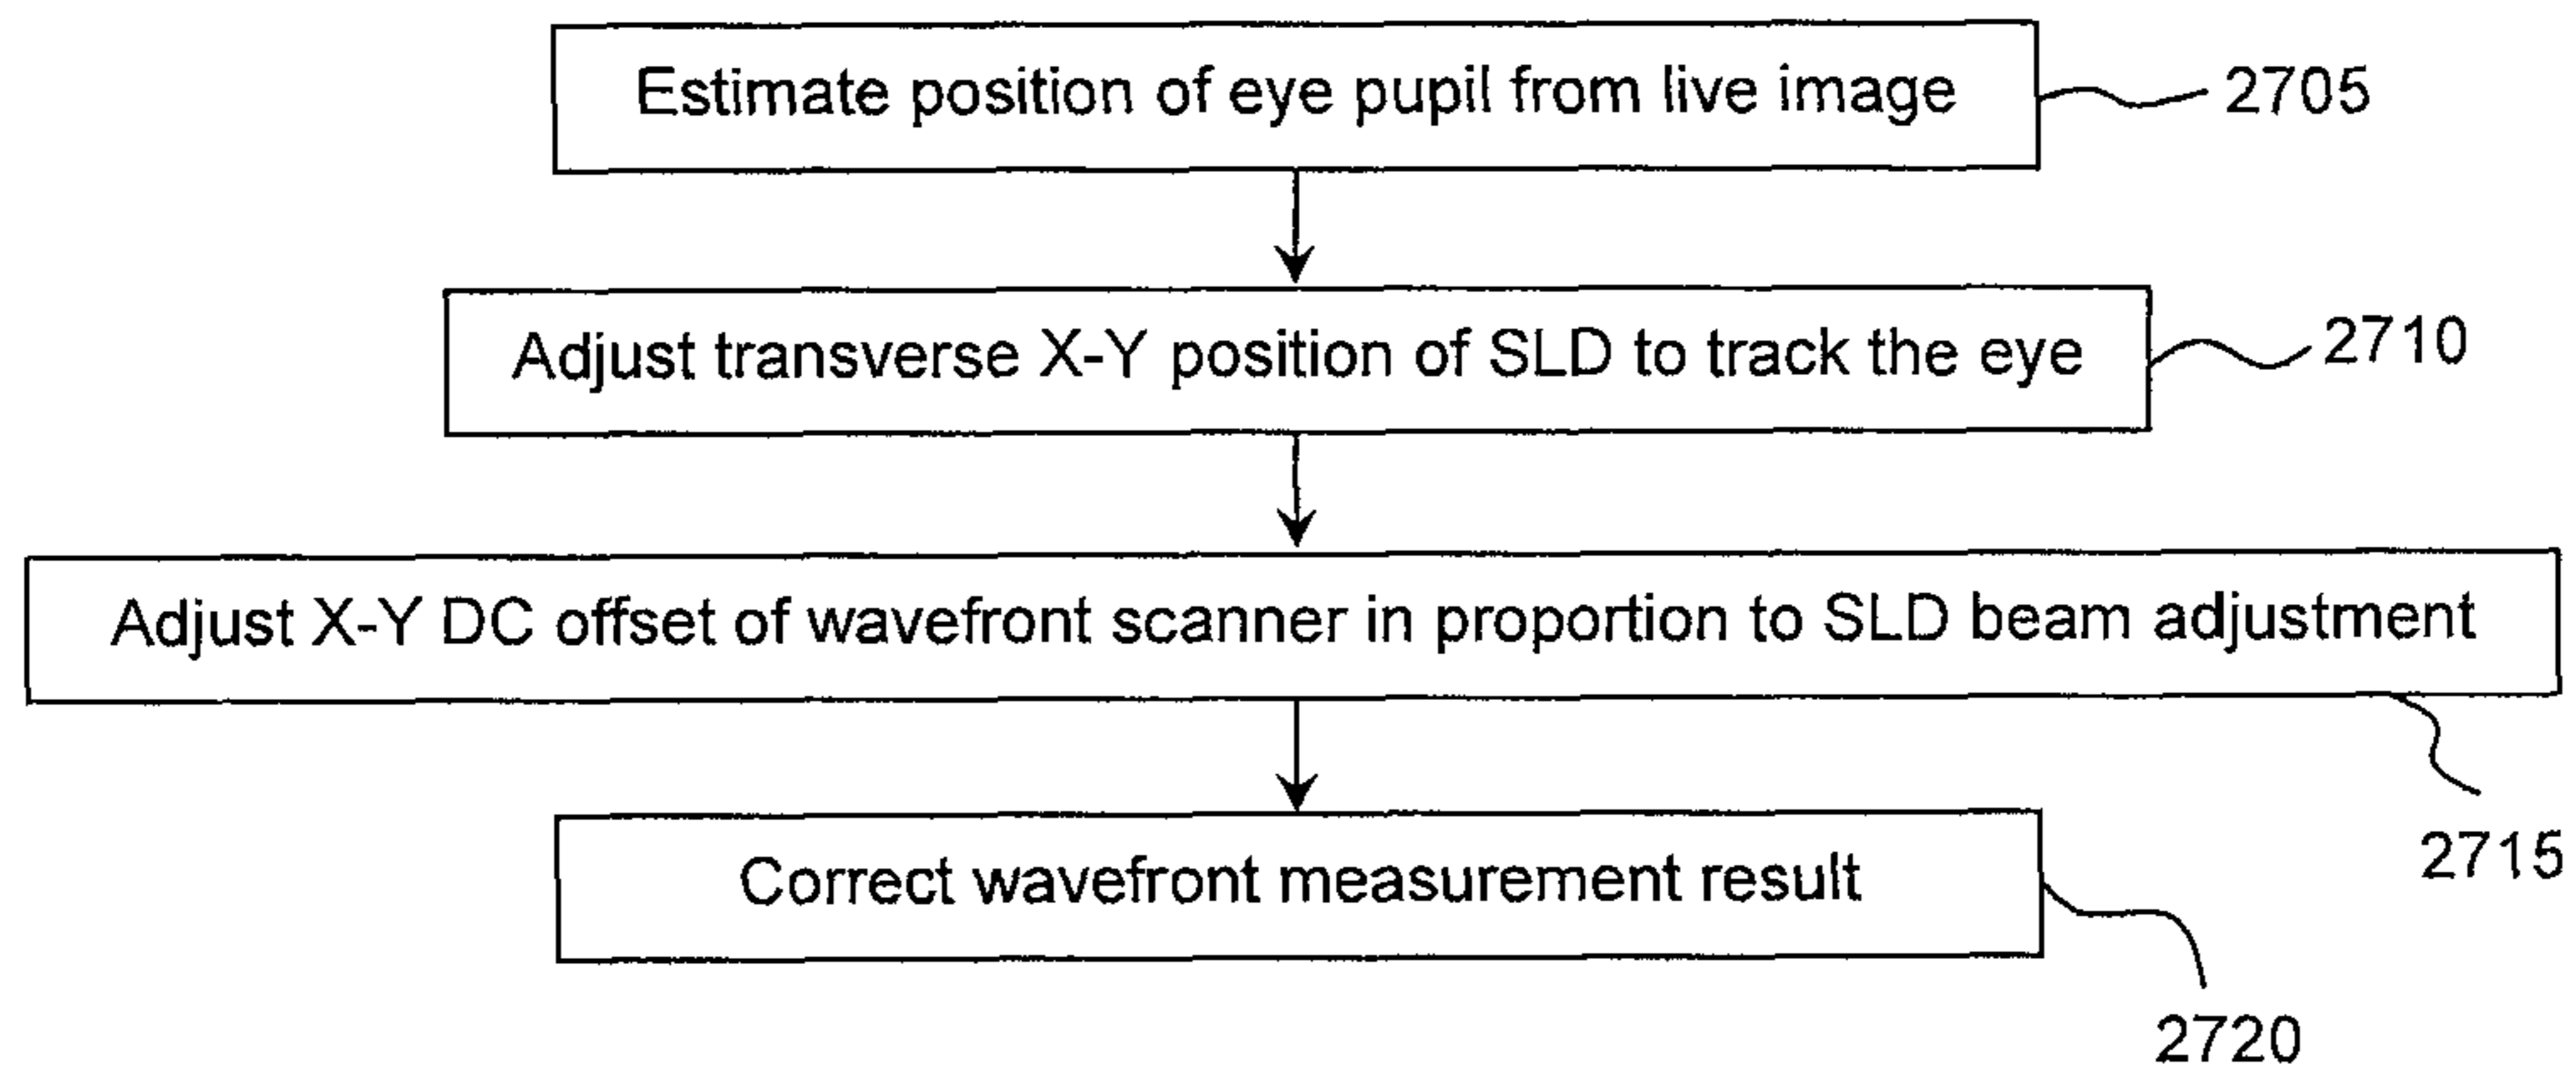 Estimate position of eye pupil from live image
2705
Adjust transverse X-Y position of SLD to track the eye
2710
Adjust X-Y DC offset of wavefront scanner in proportion to SLD beam adjustment
2715
Correct wavefront measurement result
2720